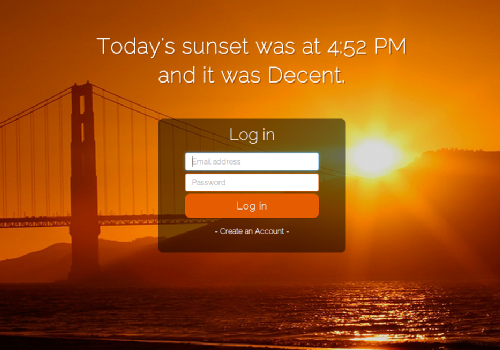 Today's sunset was at 4:52 PM
and it was Decent.
Log in
Email address
Password
Log in
- Create an Account -